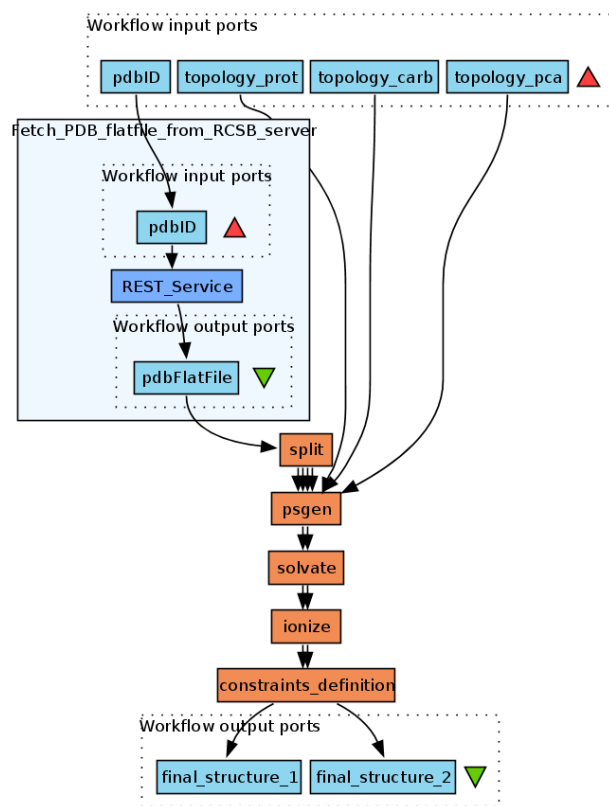 Workflow input ports
pdbID
topology_prot
topology_carb
topology_pca
Fetch_PDB_flatfile_from_RCSB_server
Workflow input ports
pdbID
REST_Service
Workflow output ports
pdbFlatFile
split
psgen
solvate
ionize
constraints_definition
Workflow output ports
final_structure_1
final_structure_2